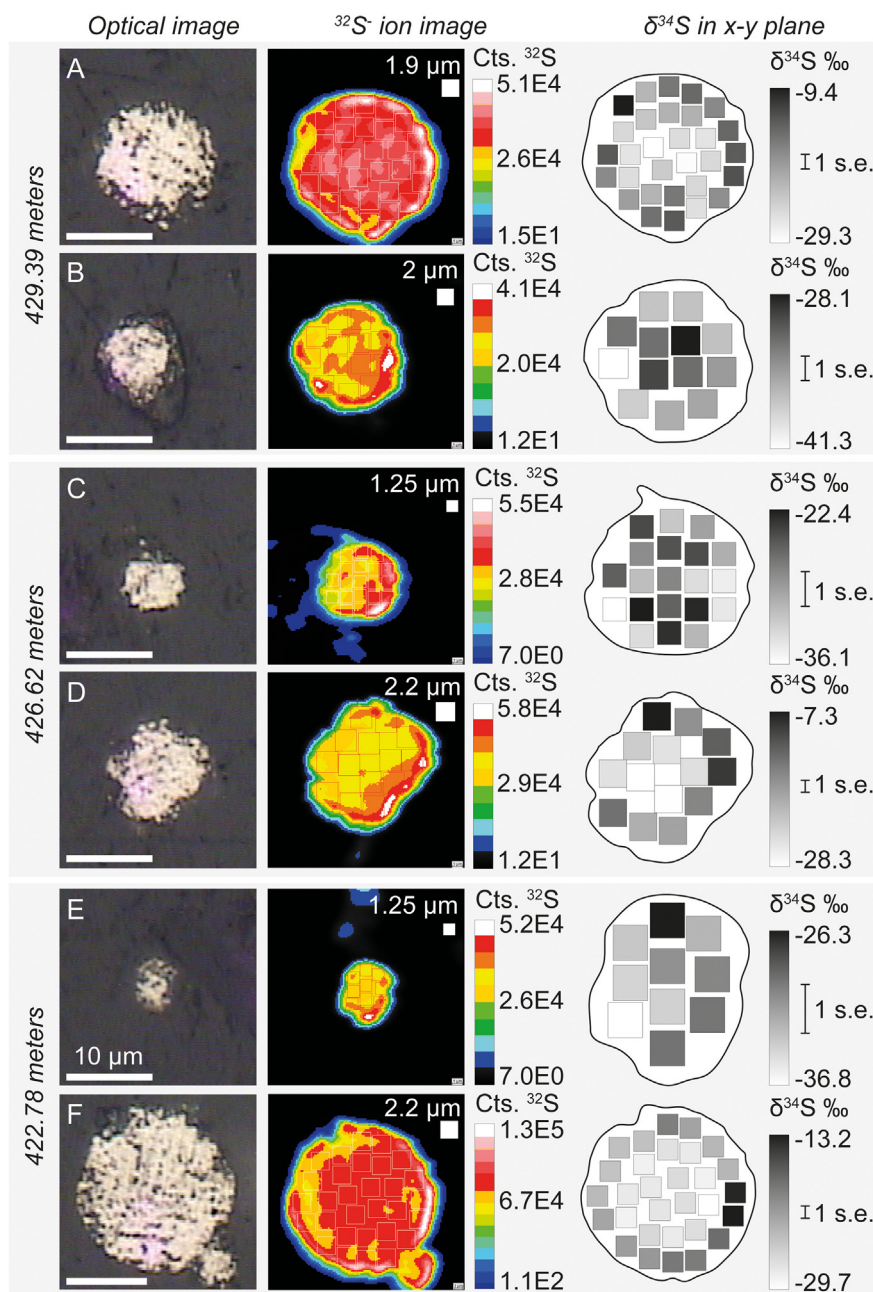 Optical image
³²S⁻ ion image
δ³⁴S in x-y plane
429.39 meters
A
1.9 µm
Cts. ³²S
5.1E4
2.6E4
1.5E1
δ³⁴S ‰
-9.4
1 s.e.
-29.3
B
2 µm
Cts. ³²S
4.1E4
2.0E4
1.2E1
δ³⁴S ‰
-28.1
1 s.e.
-41.3
426.62 meters
C
1.25 µm
Cts. ³²S
5.5E4
2.8E4
7.0E0
δ³⁴S ‰
-22.4
1 s.e.
-36.1
D
2.2 µm
Cts. ³²S
5.8E4
2.9E4
1.2E1
δ³⁴S ‰
-7.3
1 s.e.
-28.3
422.78 meters
E
10 µm
1.25 µm
Cts. ³²S
5.2E4
2.6E4
7.0E0
δ³⁴S ‰
-26.3
1 s.e.
-36.8
F
2.2 µm
Cts. ³²S
1.3E5
6.7E4
1.1E2
δ³⁴S ‰
-13.2
1 s.e.
-29.7